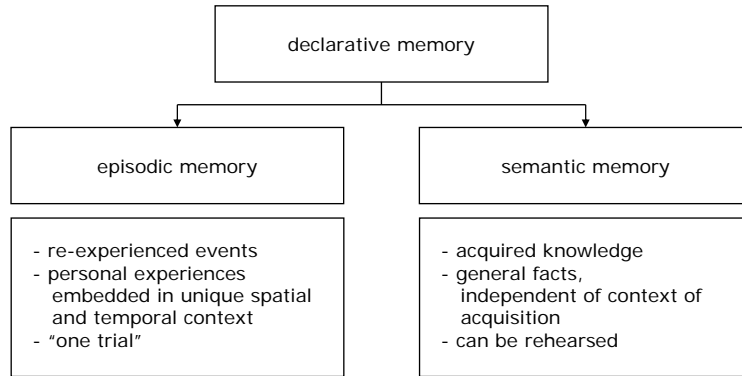 declarative memory
episodic memory
semantic memory
- re-experienced events
- personal experiences
embedded in unique spatial
and temporal context
- “one trial”
- acquired knowledge
- general facts,
independent of context of
acquisition
- can be rehearsed